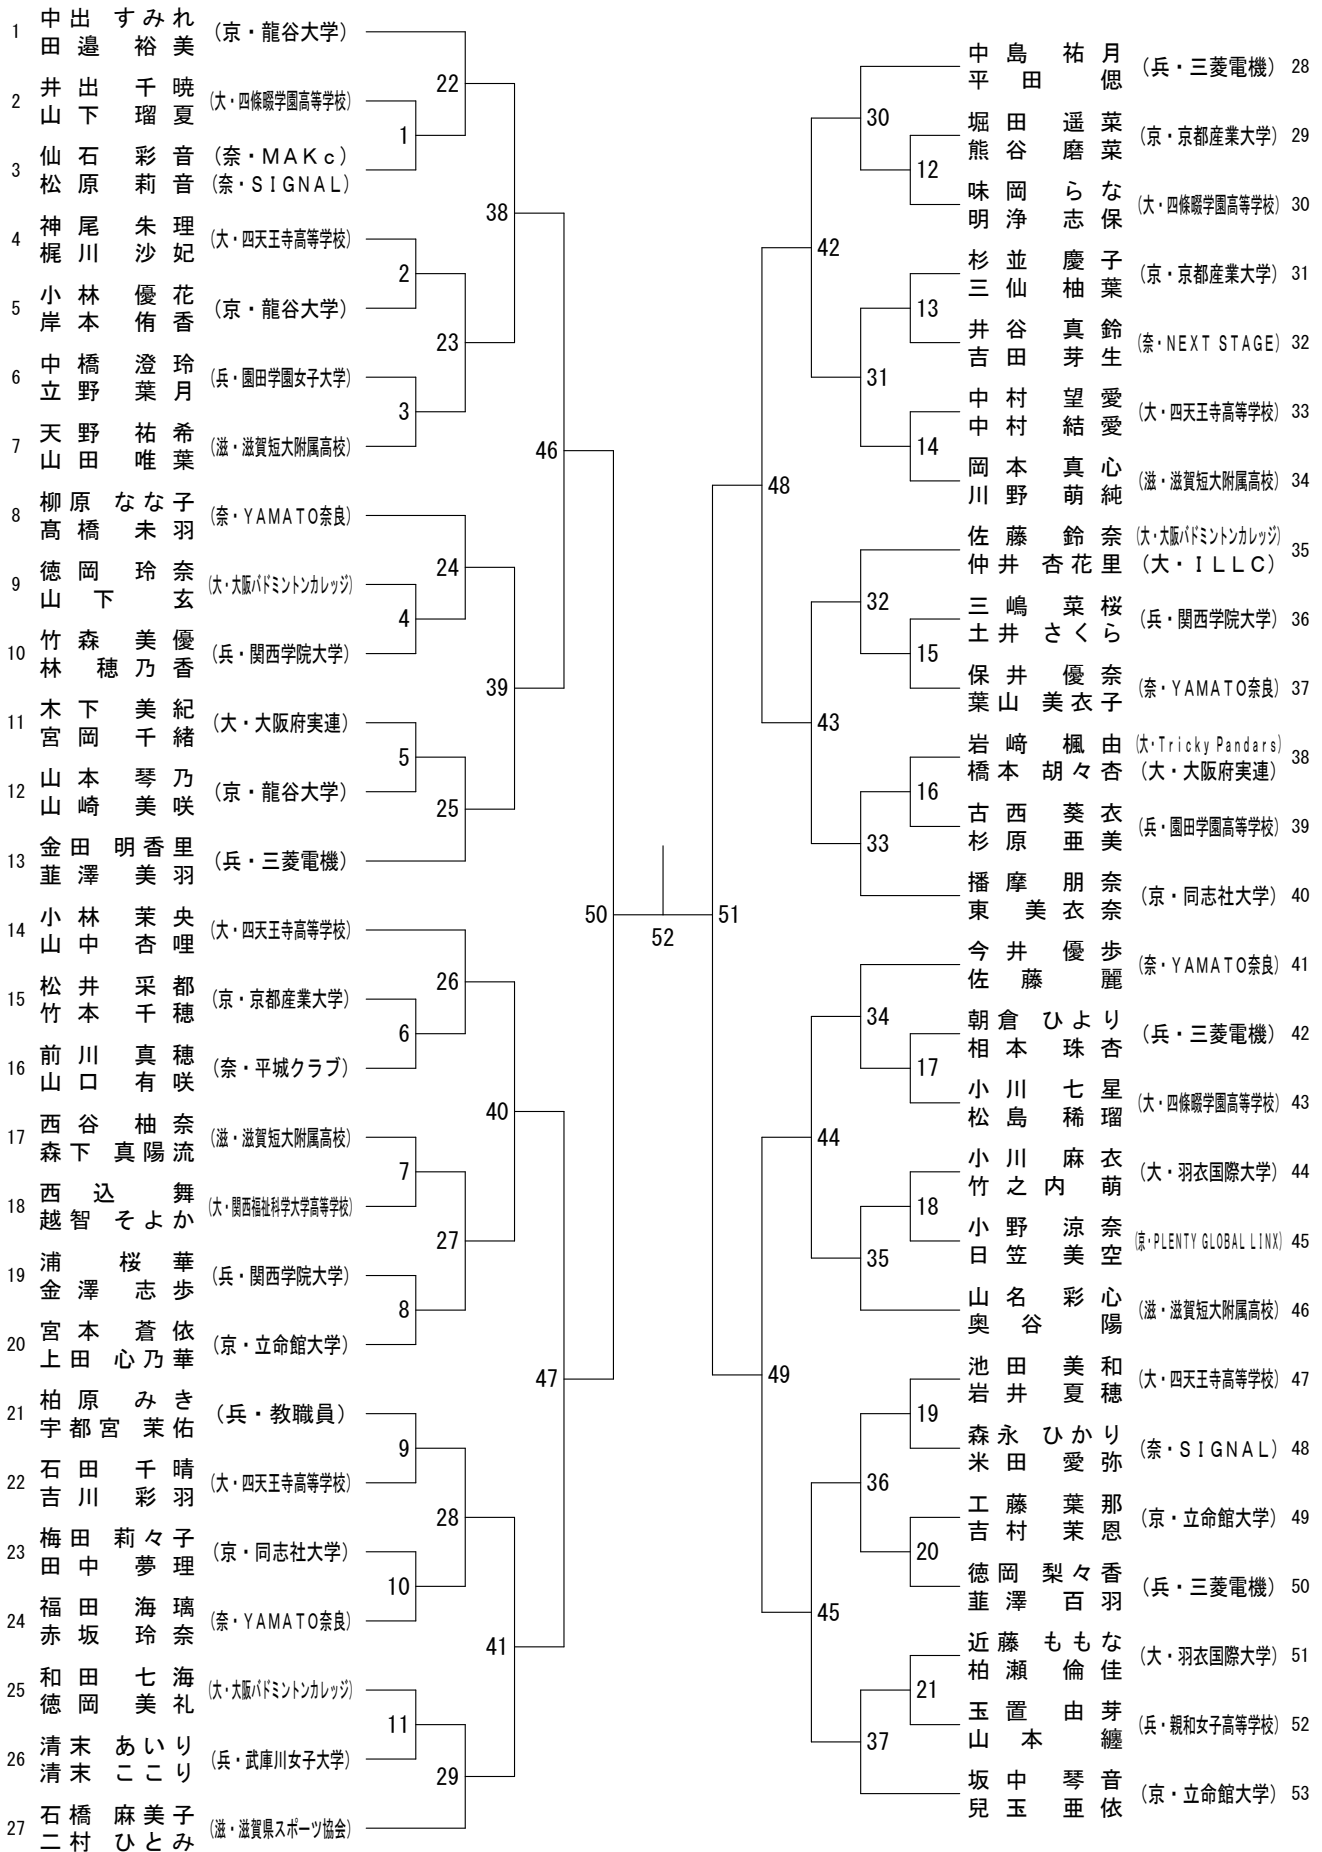 1 中出 すみれ (京・龍谷大学)
田邉 裕美
2 井出 千暁 (大・四條畷学園高等学校)
山下 瑠夏
3 仙石 彩音 (奈・ＭＡＫｃ)
松原 莉音 (奈・ＳＩＧＮＡＬ)
4 神尾 朱理 (大・四天王寺高等学校)
梶川 沙妃
5 小林 優花 (京・龍谷大学)
岸本 侑香
6 中橋 澄玲 (兵・園田学園女子大学)
立野 葉月
7 天野 祐希 (滋・滋賀短大附属高校)
山田 唯葉
8 柳原 なな子 (奈・ＹＡＭＡＴＯ奈良)
髙橋 未羽
9 徳岡 玲奈 (大・大阪バドミントンカレッジ)
山下 玄
10 竹森 美優 (兵・関西学院大学)
林 穂乃香
11 木下 美紀 (大・大阪府実連)
宮岡 千緒
12 山本 琴乃 (京・龍谷大学)
山崎 美咲
13 金田 明香里 (兵・三菱電機)
韮澤 美羽
14 小林 茉央 (大・四天王寺高等学校)
山中 杏哩
15 松井 采都 (京・京都産業大学)
竹本 千穂
16 前川 真穂 (奈・平城クラブ)
山口 有咲
17 西谷 柚奈 (滋・滋賀短大附属高校)
森下 真陽流
18 西込 舞 (大・関西福祉科学大学高等学校)
越智 そよか
19 浦 桜華 (兵・関西学院大学)
金澤 志歩
20 宮本 蒼依 (京・立命館大学)
上田 心乃華
21 柏原 みき (兵・教職員)
宇都宮 茉佑
22 石田 千晴 (大・四天王寺高等学校)
吉川 彩羽
23 梅田 莉々子 (京・同志社大学)
田中 夢理
24 福田 海璃 (奈・ＹＡＭＡＴＯ奈良)
赤坂 玲奈
25 和田 七海 (大・大阪バドミントンカレッジ)
徳岡 美礼
26 清末 あいり (兵・武庫川女子大学)
清末 ここり
27 石橋 麻美子 (滋・滋賀県スポーツ協会)
二村 ひとみ
22
1
38
2
23
3
46
24
4
39
5
25
50
26
6
40
7
27
8
47
9
28
10
41
11
29
52
51
30
12
42
13
31
14
48
32
15
43
16
33
34
17
44
18
35
49
19
36
20
45
21
37
中島 祐月 (兵・三菱電機) 28
平田 偲
堀田 遥菜 (京・京都産業大学) 29
熊谷 磨菜
味岡 らな (大・四條畷学園高等学校) 30
明浄 志保
杉並 慶子 (京・京都産業大学) 31
三仙 柚葉
井谷 真鈴 (奈・NEXT STAGE) 32
吉田 芽生
中村 望愛 (大・四天王寺高等学校) 33
中村 結愛
岡本 真心 (滋・滋賀短大附属高校) 34
川野 萌純
佐藤 鈴奈 (大・大阪バドミントンカレッジ) 35
仲井 杏花里 (大・ＩＬＬＣ)
三嶋 菜桜 (兵・関西学院大学) 36
土井 さくら
保井 優奈 (奈・ＹＡＭＡＴＯ奈良) 37
葉山 美衣子
岩﨑 楓由 (大・Tricky Pandars) 38
橋本 胡々杏 (大・大阪府実連)
古西 葵衣 (兵・園田学園高等学校) 39
杉原 亜美
播摩 朋奈 (京・同志社大学) 40
東 美衣奈
今井 優歩 (奈・ＹＡＭＡＴＯ奈良) 41
佐藤 麗
朝倉 ひより (兵・三菱電機) 42
相本 珠杏
小川 七星 (大・四條畷学園高等学校) 43
松島 稀瑠
小川 麻衣 (大・羽衣国際大学) 44
竹之内 萌
小野 涼奈 (京・PLENTY GLOBAL LINX) 45
日笠 美空
山名 彩心 (滋・滋賀短大附属高校) 46
奥谷 陽
池田 美和 (大・四天王寺高等学校) 47
岩井 夏穂
森永 ひかり (奈・ＳＩＧＮＡＬ) 48
米田 愛弥
工藤 葉那 (京・立命館大学) 49
吉村 茉恩
徳岡 梨々香 (兵・三菱電機) 50
韮澤 百羽
近藤 ももな (大・羽衣国際大学) 51
柏瀬 倫佳
玉置 由芽 (兵・親和女子高等学校) 52
山本 纏
坂中 琴音 (京・立命館大学) 53
兒玉 亜依